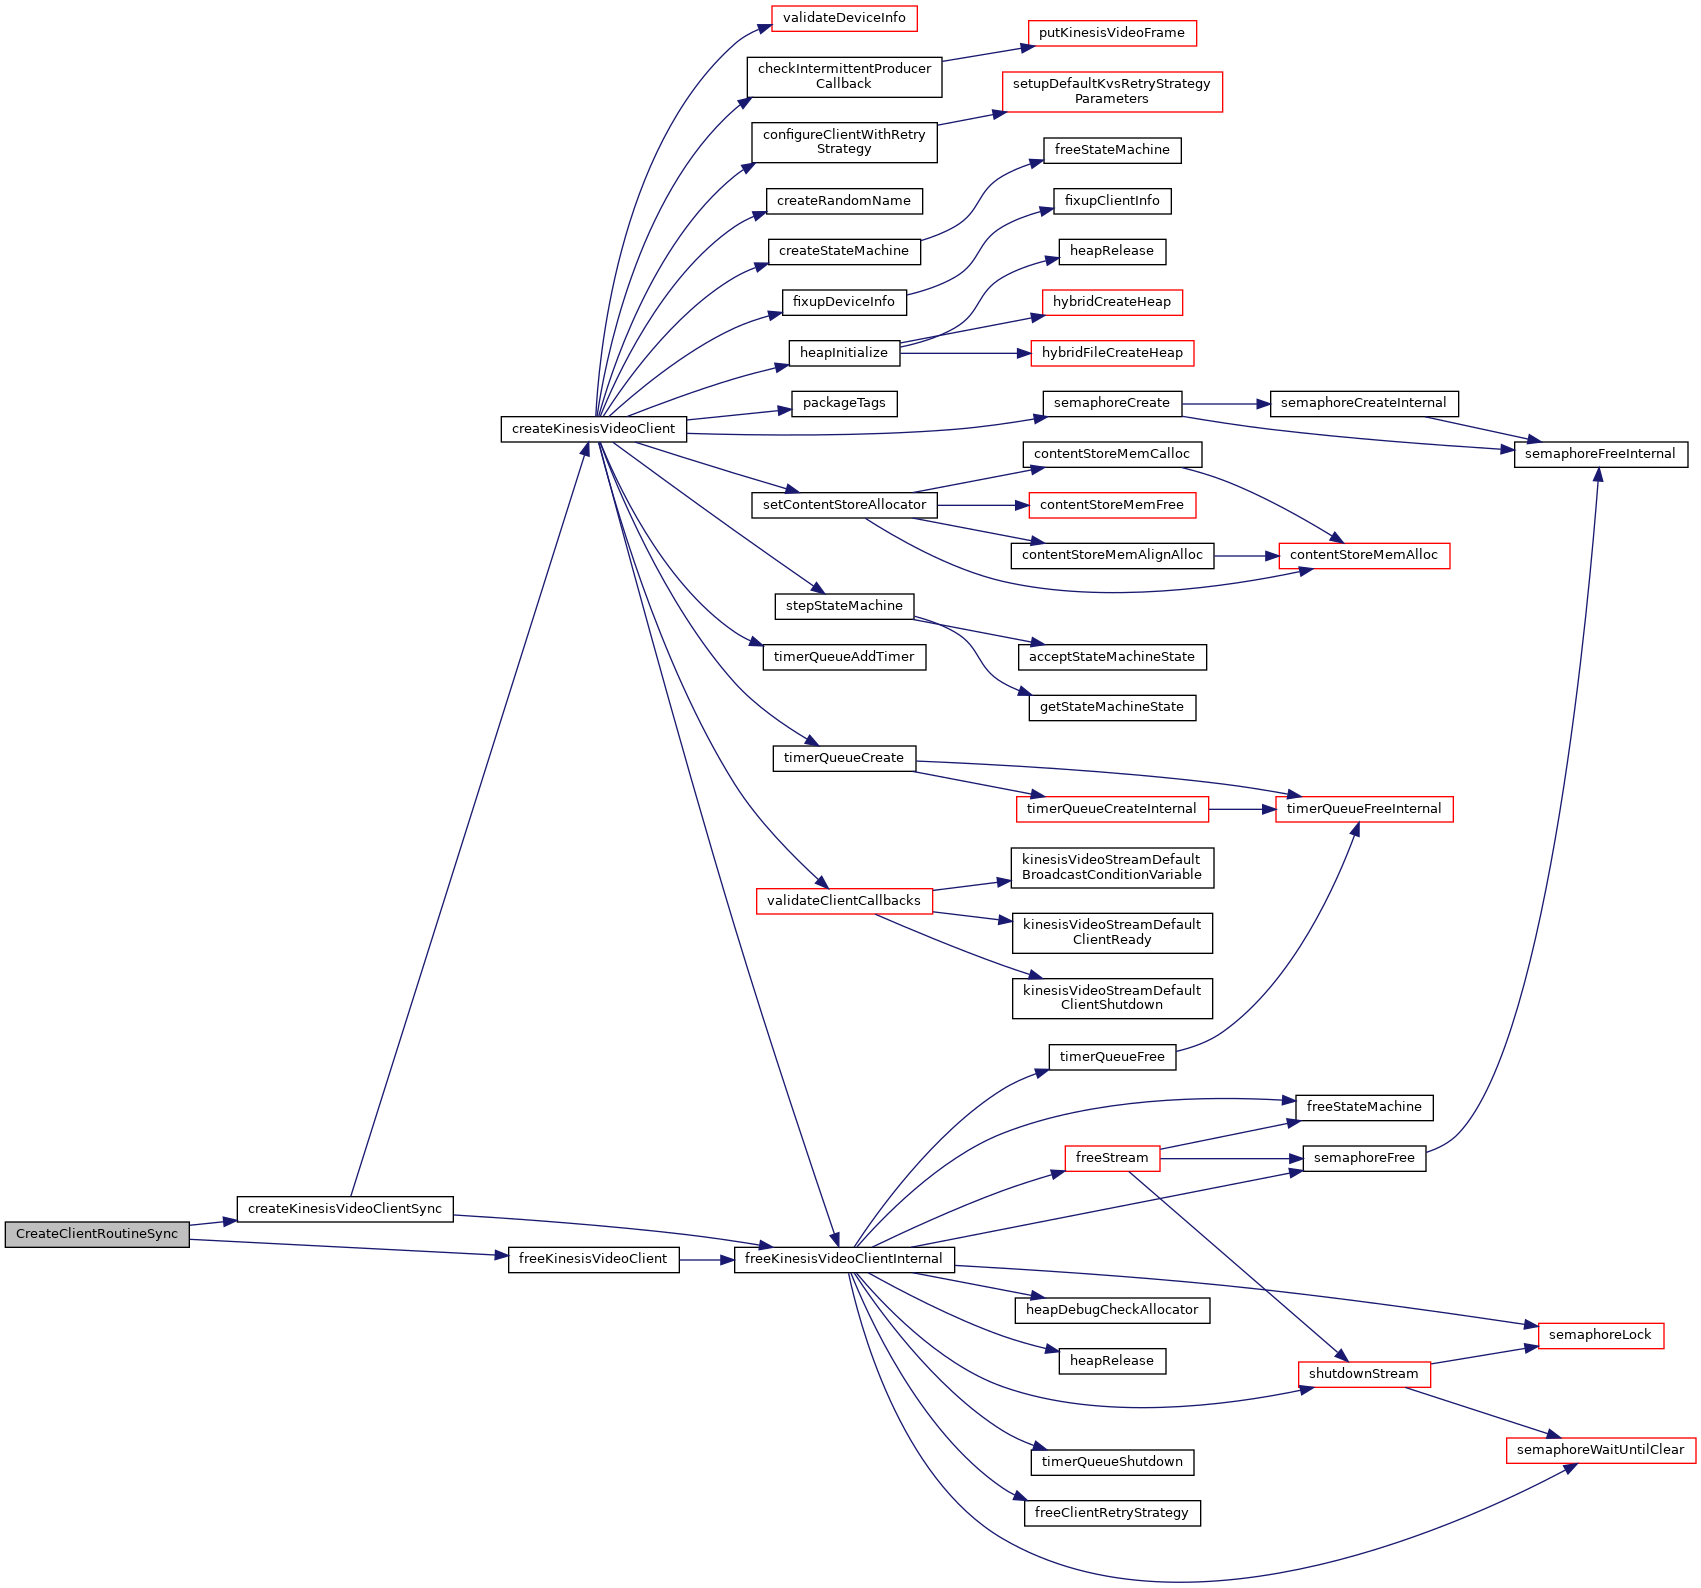 validateDeviceInfo
checkIntermittentProducer
Callback
putKinesisVideoFrame
configureClientWithRetry
Strategy
setupDefaultKvsRetryStrategy
Parameters
createRandomName
freeStateMachine
createStateMachine
fixupClientInfo
fixupDeviceInfo
heapRelease
heapInitialize
hybridCreateHeap
hybridFileCreateHeap
packageTags
createKinesisVideoClient
semaphoreCreate
semaphoreCreateInternal
semaphoreFreeInternal
contentStoreMemCalloc
setContentStoreAllocator
contentStoreMemFree
contentStoreMemAlignAlloc
contentStoreMemAlloc
stepStateMachine
timerQueueAddTimer
acceptStateMachineState
getStateMachineState
timerQueueCreate
timerQueueCreateInternal
timerQueueFreeInternal
validateClientCallbacks
kinesisVideoStreamDefault
BroadcastConditionVariable
kinesisVideoStreamDefault
ClientReady
kinesisVideoStreamDefault
ClientShutdown
timerQueueFree
freeStateMachine
freeStream
semaphoreFree
createKinesisVideoClientSync
CreateClientRoutineSync
freeKinesisVideoClient
freeKinesisVideoClientInternal
heapDebugCheckAllocator
semaphoreLock
heapRelease
shutdownStream
timerQueueShutdown
semaphoreWaitUntilClear
freeClientRetryStrategy